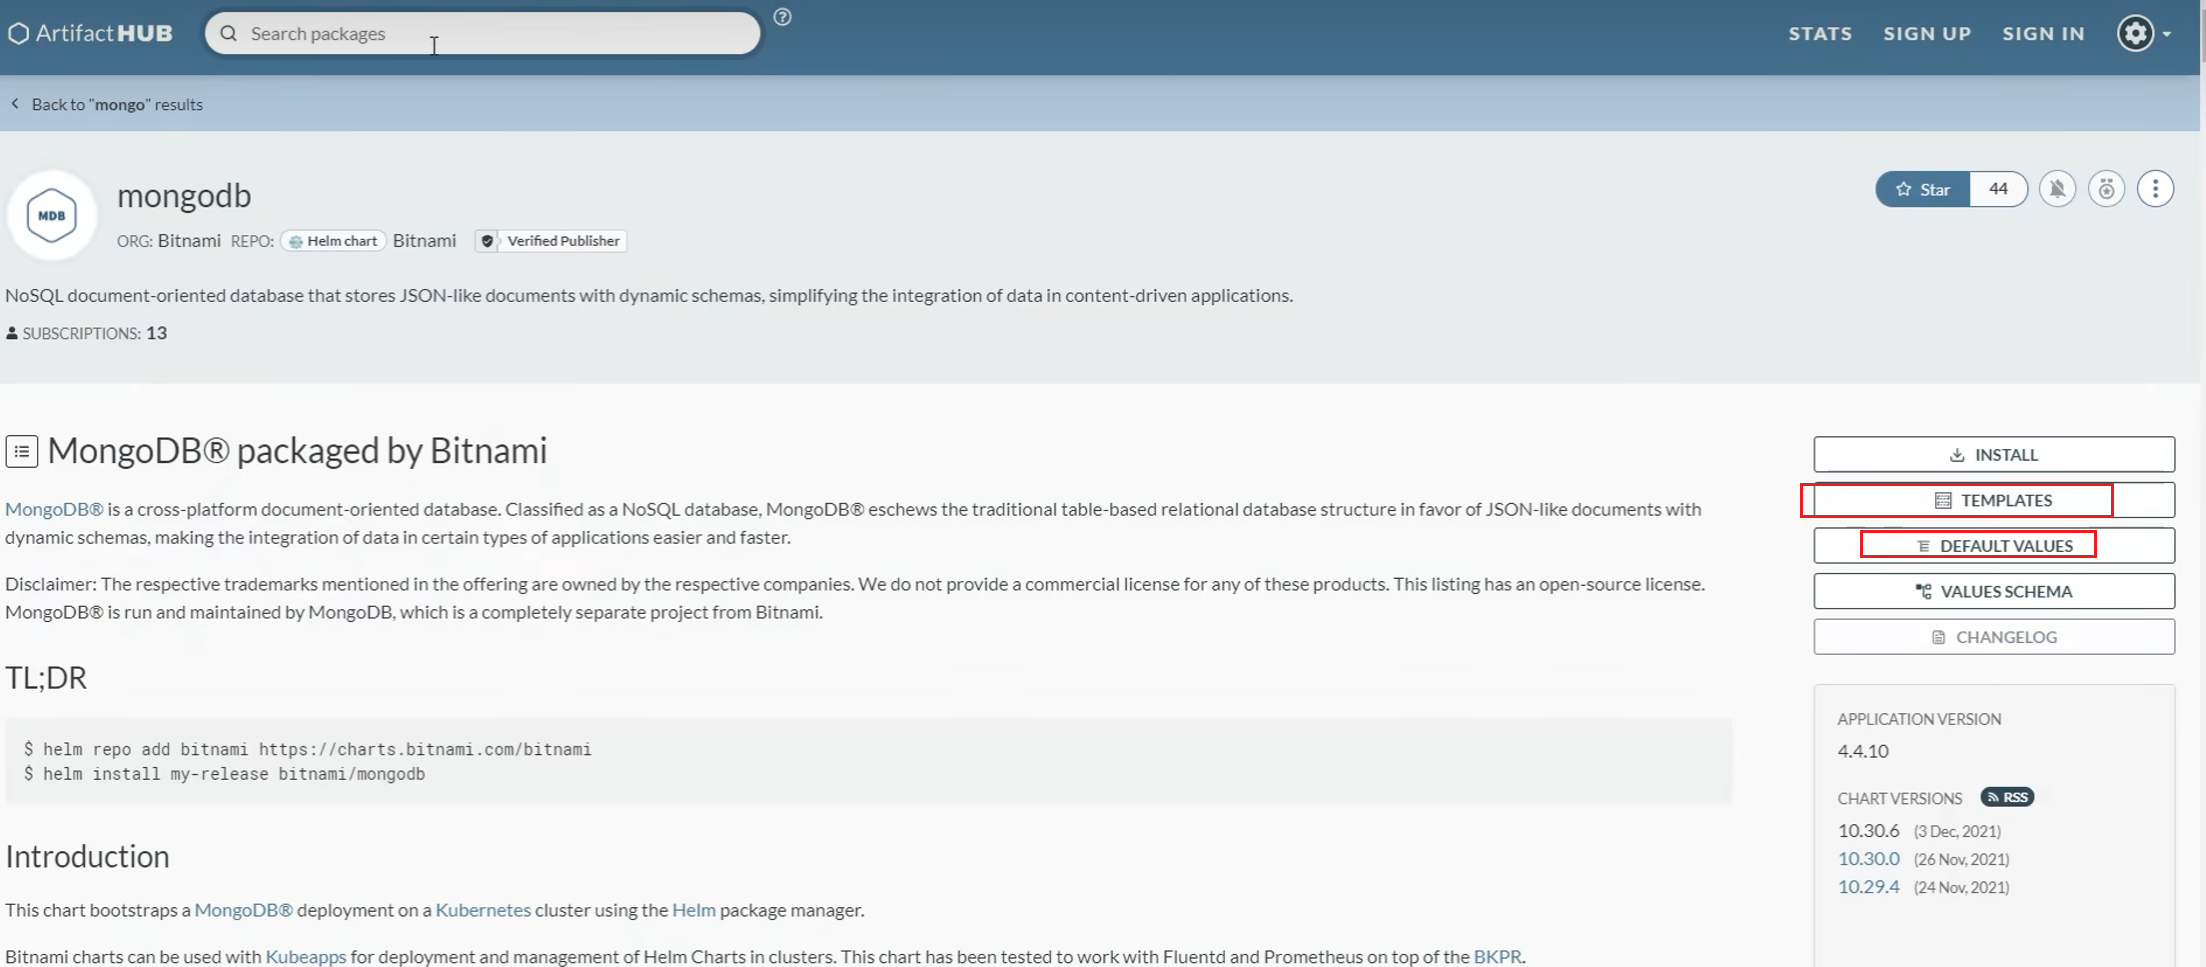 ArtifactHUB
Search packages
STATS SIGN UP SIGN IN
Back to "mongo" results
MDB
mongodb
ORG: Bitnami REPO: Helm chart Bitnami Verified Publisher
Star 44
NoSQL document-oriented database that stores JSON-like documents with dynamic schemas, simplifying the integration of data in content-driven applications.
SUBSCRIPTIONS: 13
MongoDB® packaged by Bitnami
MongoDB® is a cross-platform document-oriented database. Classified as a NoSQL database, MongoDB® eschews the traditional table-based relational database structure in favor of JSON-like documents with
dynamic schemas, making the integration of data in certain types of applications easier and faster.
Disclaimer: The respective trademarks mentioned in the offering are owned by the respective companies. We do not provide a commercial license for any of these products. This listing has an open-source license.
MongoDB® is run and maintained by MongoDB, which is a completely separate project from Bitnami.
TL;DR
$ helm repo add bitnami https://charts.bitnami.com/bitnami
$ helm install my-release bitnami/mongodb
Introduction
This chart bootstraps a MongoDB® deployment on a Kubernetes cluster using the Helm package manager.
Bitnami charts can be used with Kubeapps for deployment and management of Helm Charts in clusters. This chart has been tested to work with Fluentd and Prometheus on top of the BKPR.
INSTALL
TEMPLATES
DEFAULT VALUES
VALUES SCHEMA
CHANGELOG
APPLICATION VERSION
4.4.10
CHART VERSIONS RSS
10.30.6 (3 Dec, 2021)
10.30.0 (26 Nov, 2021)
10.29.4 (24 Nov, 2021)